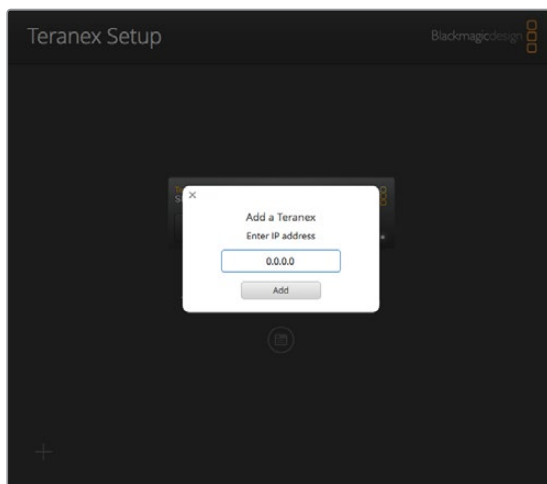 Teranex Setup
Blackmagicdesign
Add a Teranex
Enter IP address
0.0.0.0
Add